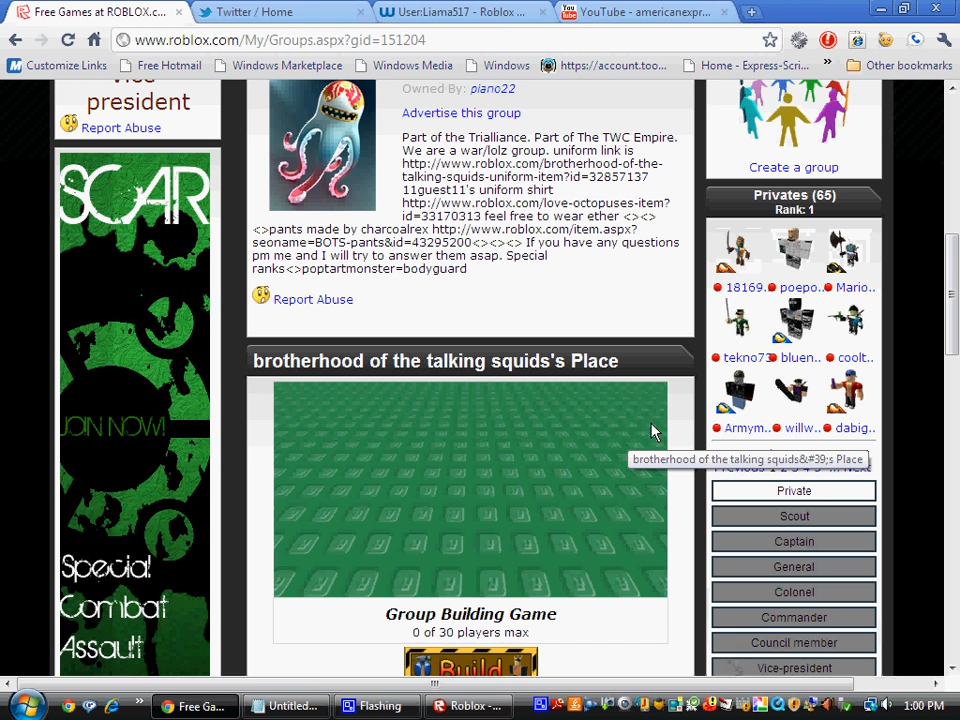 Free Games at ROBLOX.c...
Twitter / Home
User:Liama517 - Roblox ...
YouTube - americanexpr...
www.roblox.com/My/Groups.aspx?gid=151204
Customize Links
Free Hotmail
Windows Marketplace
Windows Media
Windows
https://account.too...
Home - Express-Scri...
»
Other bookmarks
president
Report Abuse
SCAR
JOIN NOW!
Special
Combat
Assault
Owned By: piano22
Advertise this group
Part of the Trialliance. Part of The TWC Empire.
We are a war/lolz group. uniform link is
http://www.roblox.com/brotherhood-of-the-
talking-squids-uniform-item?id=32857137
11guest11's uniform shirt
http://www.roblox.com/love-octopuses-item?
id=33170313 feel free to wear ether <><>
<>pants made by charcoalrex http://www.roblox.com/item.aspx?
seoname=BOTS-pants&id=43295200<><><> If you have any questions
pm me and I will try to answer them asap. Special
ranks<>poptartmonster=bodyguard
Report Abuse
brotherhood of the talking squids's Place
Group Building Game
0 of 30 players max
Build
Create a group
Privates (65)
Rank: 1
18169..
poepo..
Mario..
tekno73
bluen..
coolt..
Armym..
willw..
dabig..
brotherhood of the talking squids&#39;s Place
Private
Scout
Captain
General
Colonel
Commander
Council member
Vice-president
Free Ga...
Untitled...
Flashing
Roblox -...
1:00 PM